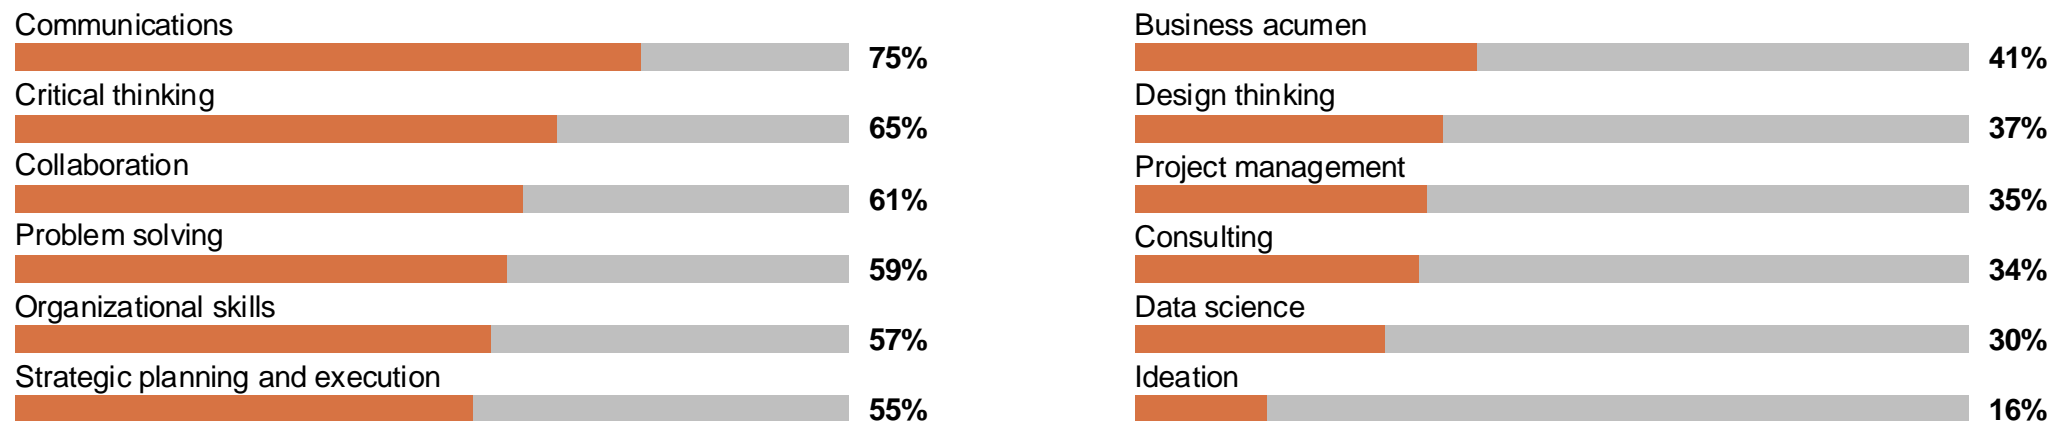 Communications
75%
Critical thinking
65%
Collaboration
61%
Problem solving
59%
Organizational skills
57%
Strategic planning and execution
55%
Business acumen
41%
Design thinking
37%
Project management
35%
Consulting
34%
Data science
30%
Ideation
16%